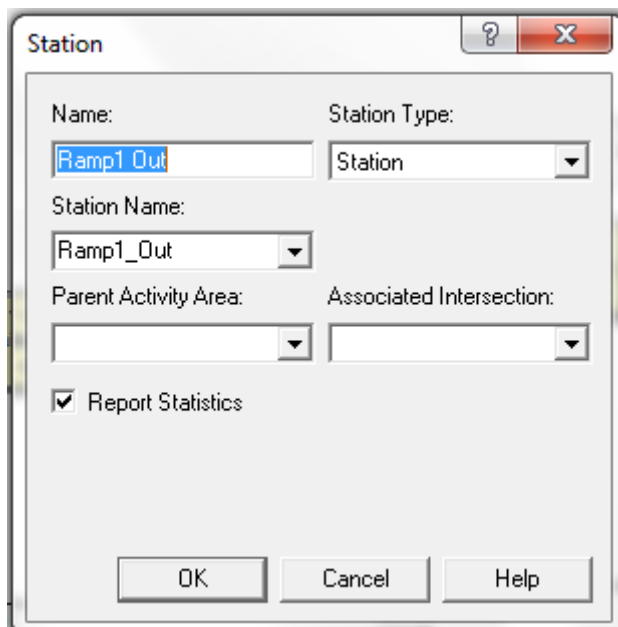 Station
Name: Station Type:
Ramp1 Out Station
Station Name:
Ramp1_Out
Parent Activity Area: Associated Intersection:
Report Statistics
OK Cancel Help